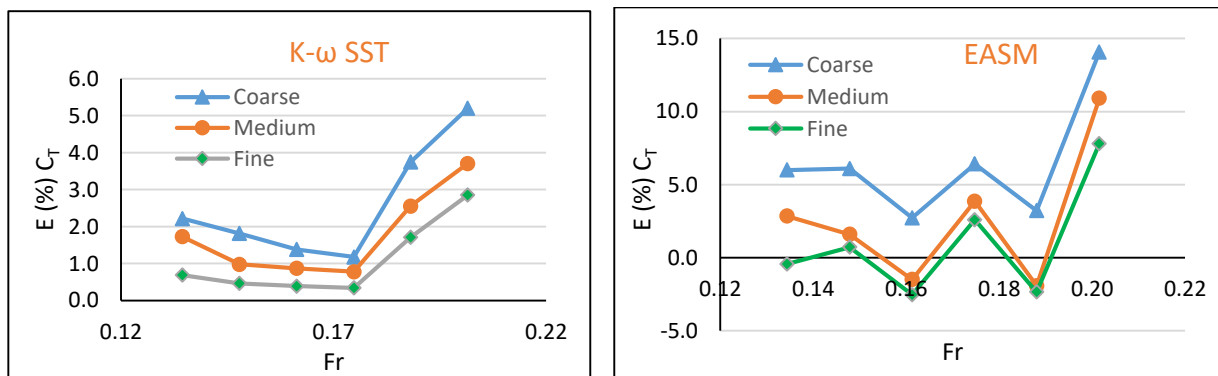 K-ω SST
6.0
5.0
4.0
3.0
2.0
1.0
0.0
E (%) C_T
Coarse
Medium
Fine
0.12
0.17
0.22
Fr
EASM
15.0
10.0
5.0
0.0
-5.0
E (%) C_T
Coarse
Medium
Fine
0.12
0.14
0.16
0.18
0.20
0.22
Fr